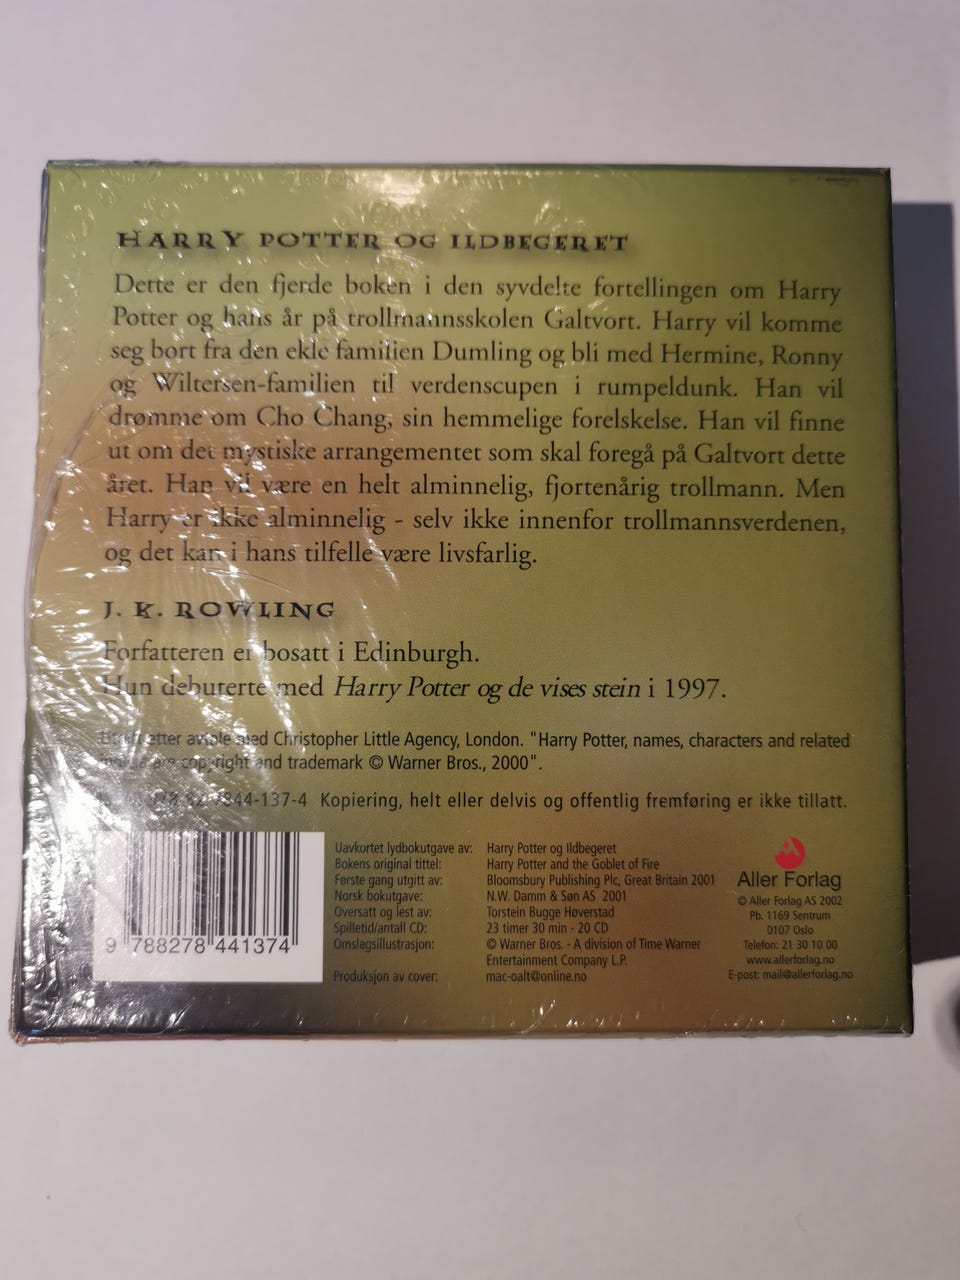 HARRY POTTER OG ILDBEGERET
Dette er den fjerde boken i den syvdelte fortellingen om Harry
Potter og hans år på trollmannsskolen Galtvort. Harry vil komme
seg bort fra den ekle familien Dumling og bli med Hermine, Ronny
og Wiltersen-familien til verdenscupen i rumpeldunk. Han vil
drømme om Cho Chang, sin hemmelige forelskelse. Han vil finne
ut om det mystiske arrangementet som skal foregå på Galtvort dette
året. Han vil være en helt alminnelig, fjortenårig trollmann. Men
Harry er ikke alminnelig - selv ikke innenfor trollmannsverdenen,
og det kan i hans tilfelle være livsfarlig.
J. K. ROWLING
Forfatteren er bosatt i Edinburgh.
Hun debuterte med Harry Potter og de vises stein i 1997.
etter avtale med Christopher Little Agency, London. "Harry Potter, names, characters and related
are copyright and trademark © Warner Bros., 2000".
978-82-7844-137-4 Kopiering, helt eller delvis og offentlig fremføring er ikke tillatt.
9 788278 441374
Uavkortet lydbokutgave av: Harry Potter og Ildbegeret
Bokens original tittel: Harry Potter and the Goblet of Fire
Første gang utgitt av: Bloomsbury Publishing Plc, Great Britain 2001
Norsk bokutgave: N.W. Damm & Søn AS 2001
Oversatt og lest av: Torstein Bugge Høverstad
Spilletid/antall CD: 23 timer 30 min - 20 CD
Omslagsillustrasjon: © Warner Bros. - A division of Time Warner
Entertainment Company L.P.
Produksjon av cover: mac-oalt@online.no
Aller Forlag
© Aller Forlag AS 2002
Pb. 1169 Sentrum
0107 Oslo
Telefon: 21 30 10 00
www.allerforlag.no
E-post: mail@allerforlag.no